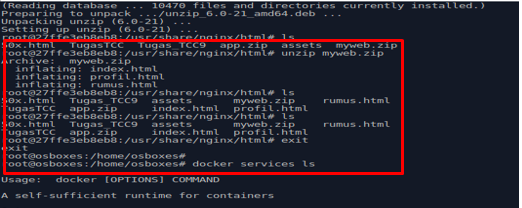 (Reading database ... 10470 files and directories currently installed.)
Preparing to unpack .../unzip_6.0-21_amd64.deb ...
Unpacking unzip (6.0-21) ...
Setting up unzip (6.0-21) ...
root@27ffe3eb8eb8:/usr/share/nginx/html# ls
50x.html  TugasTCC  Tugas_TCC9  app.zip  assets  myweb.zip
root@27ffe3eb8eb8:/usr/share/nginx/html# unzip myweb.zip
Archive:  myweb.zip
  inflating: index.html
  inflating: profil.html
  inflating: rumus.html
root@27ffe3eb8eb8:/usr/share/nginx/html# ls
50x.html  Tugas_TCC9  assets      myweb.zip    rumus.html
TugasTCC  app.zip     index.html  profil.html
root@27ffe3eb8eb8:/usr/share/nginx/html# ls
50x.html  Tugas_TCC9  assets      myweb.zip    rumus.html
TugasTCC  app.zip     index.html  profil.html
root@27ffe3eb8eb8:/usr/share/nginx/html# exit
exit
root@osboxes:/home/osboxes#
root@osboxes:/home/osboxes# docker services ls
Usage:  docker [OPTIONS] COMMAND
A self-sufficient runtime for containers